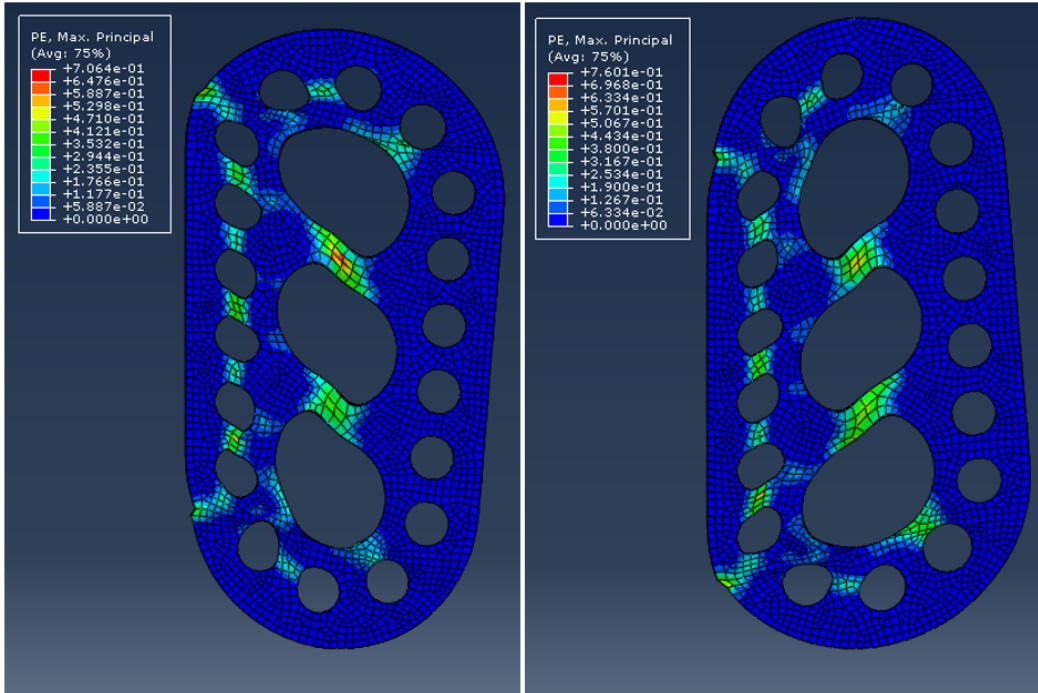 PE, Max. Principal
(Avg: 75%)
+7.064e-01
+6.476e-01
+5.887e-01
+5.298e-01
+4.710e-01
+4.121e-01
+3.532e-01
+2.944e-01
+2.355e-01
+1.766e-01
+1.177e-01
+5.887e-02
+0.000e+00
PE, Max. Principal
(Avg: 75%)
+7.601e-01
+6.968e-01
+6.334e-01
+5.701e-01
+5.067e-01
+4.434e-01
+3.800e-01
+3.167e-01
+2.534e-01
+1.900e-01
+1.267e-01
+6.334e-02
+0.000e+00